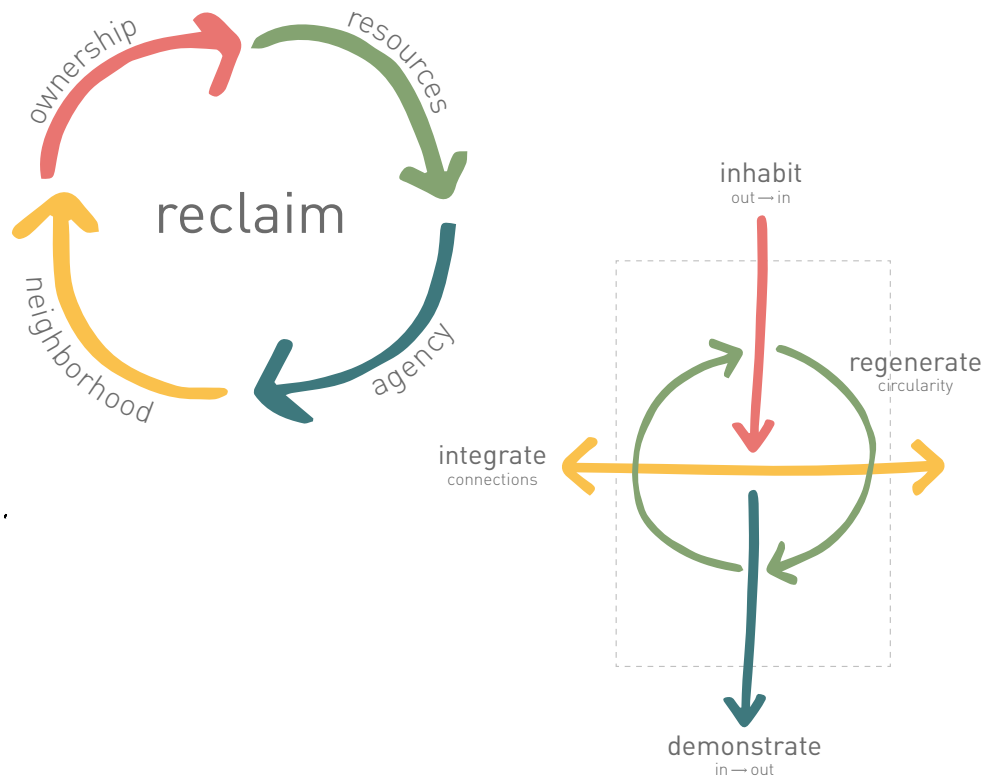 ownership
resources
reclaim
agency
neighborhood
inhabit
out→in
regenerate
circularity
integrate
connections
demonstrate
in→out